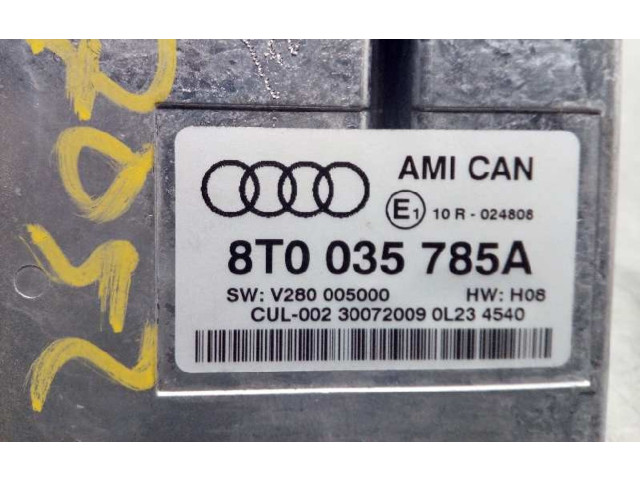 AMI CAN
E1 10 R - 024808
8T0 035 785A
SW: V280 005000 HW: H08
CUL-002 30072009 0L23 4540